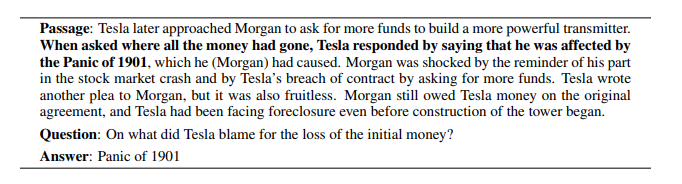 Passage: Tesla later approached Morgan to ask for more funds to build a more powerful transmitter.
When asked where all the money had gone, Tesla responded by saying that he was affected by
the Panic of 1901, which he (Morgan) had caused. Morgan was shocked by the reminder of his part
in the stock market crash and by Tesla's breach of contract by asking for more funds. Tesla wrote
another plea to Morgan, but it was also fruitless. Morgan still owed Tesla money on the original
agreement, and Tesla had been facing foreclosure even before construction of the tower began.
Question: On what did Tesla blame for the loss of the initial money?
Answer: Panic of 1901